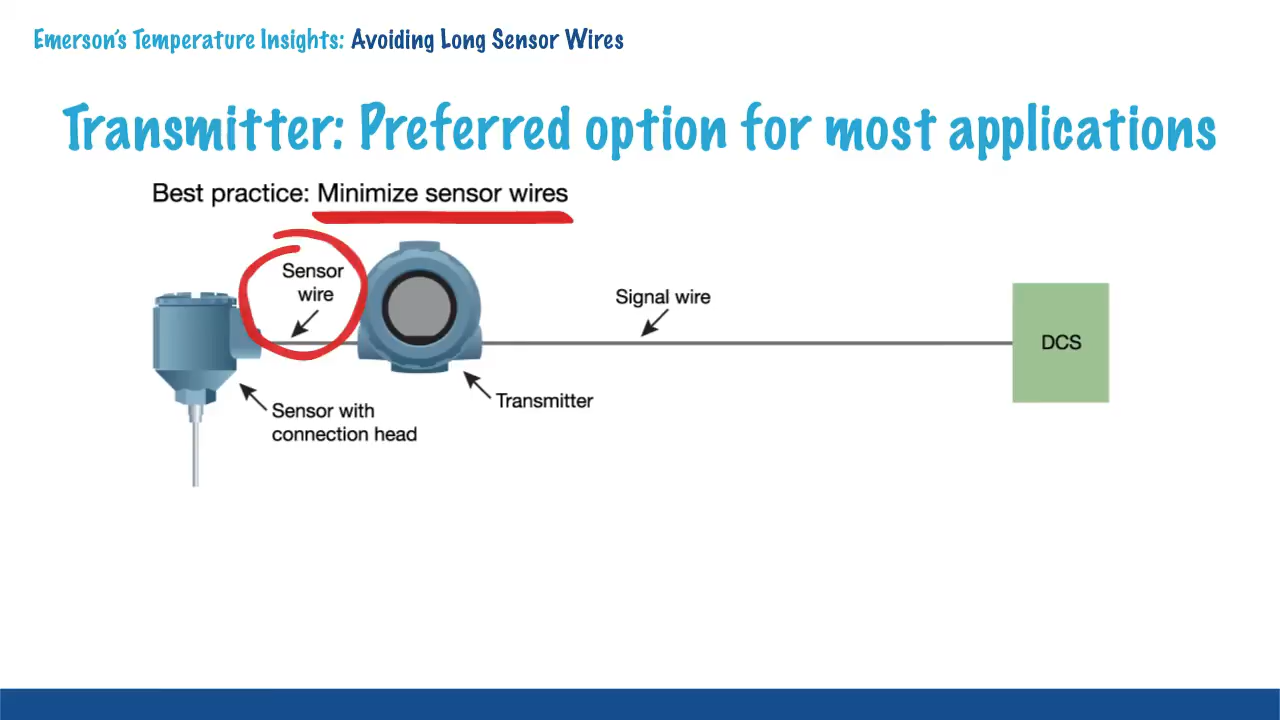 Emerson's Temperature Insights: Avoiding Long Sensor Wires
Transmitter: Preferred option for most applications
Best practice: Minimize sensor wires
Sensor
wire
Signal wire
DCS
Transmitter
Sensor with
connection head